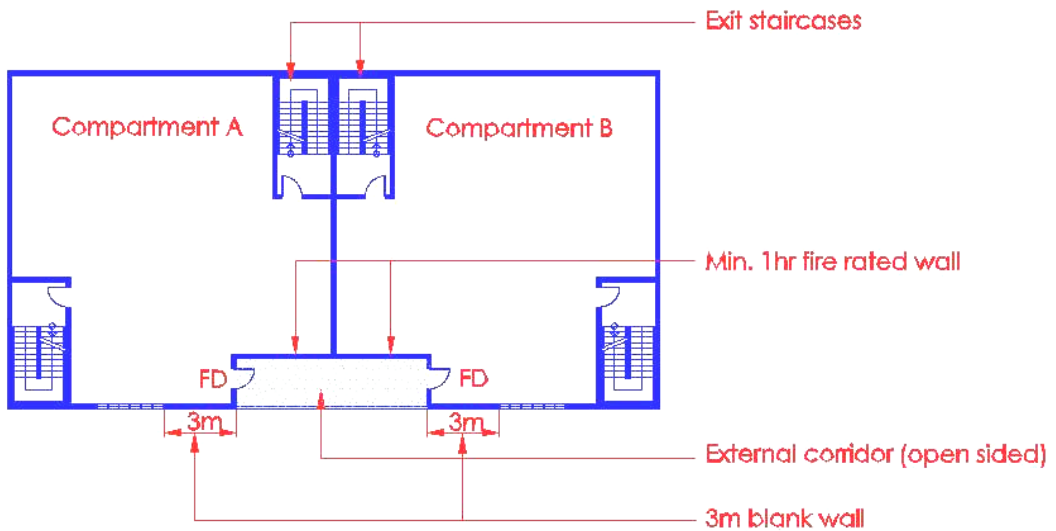 Exit staircases
Compartment A
Compartment B
Min. 1hr fire rated wall
FD
FD
3m
3m
External corridor (open sided)
3m blank wall